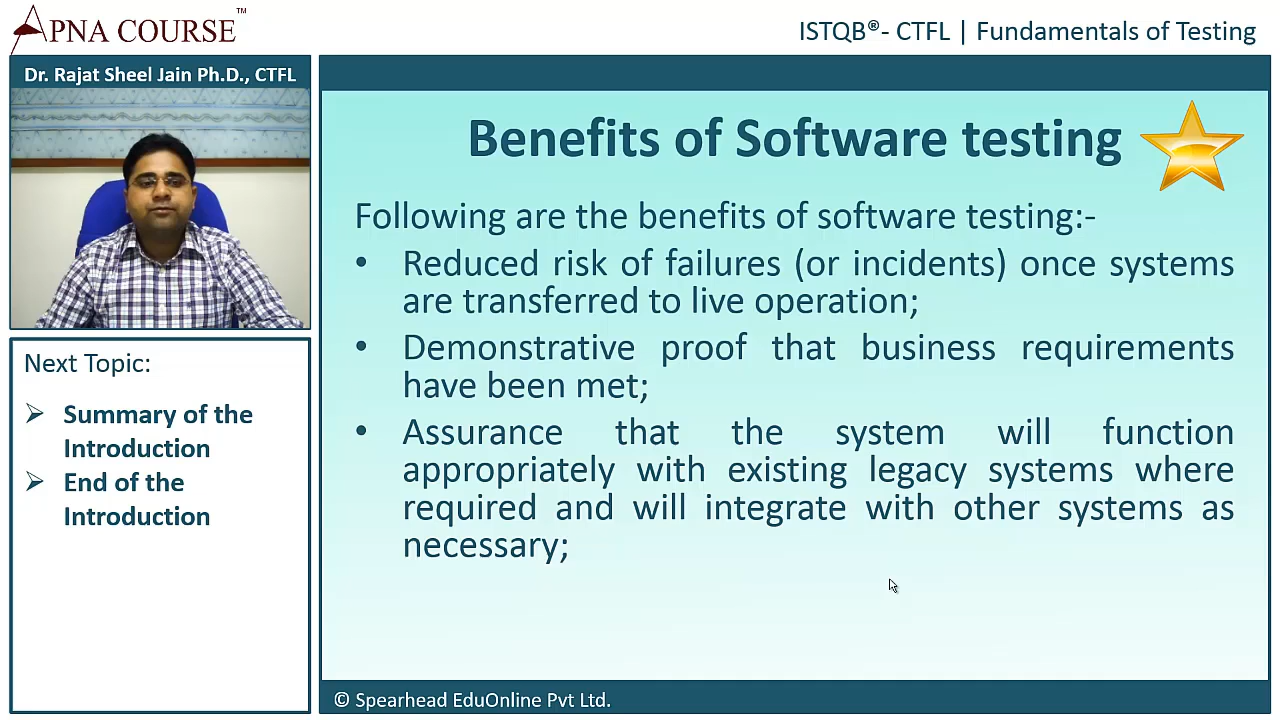 APNA COURSE™
ISTQB®- CTFL | Fundamentals of Testing
Dr. Rajat Sheel Jain Ph.D., CTFL
Next Topic:
➢ Summary of the
Introduction
➢ End of the
Introduction
Benefits of Software testing
Following are the benefits of software testing:-
• Reduced risk of failures (or incidents) once systems
are transferred to live operation;
• Demonstrative proof that business requirements
have been met;
• Assurance that the system will function
appropriately with existing legacy systems where
required and will integrate with other systems as
necessary;
© Spearhead EduOnline Pvt Ltd.